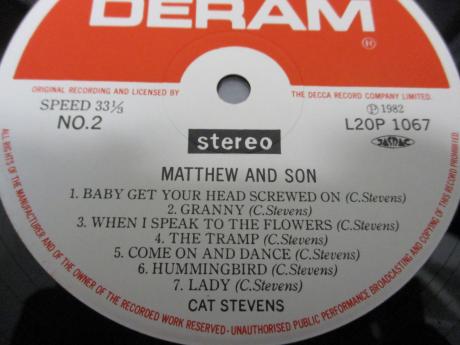 DERAM
®
ORIGINAL RECORDING AND LICENSED BY THE DECCA RECORD COMPANY LIMITED.
SPEED 33⅓ ℗1982
NO.2 L20P 1067
stereo JASRAC
MATTHEW AND SON
1. BABY GET YOUR HEAD SCREWED ON (C.Stevens)
2. GRANNY (C.Stevens)
3. WHEN I SPEAK TO THE FLOWERS (C.Stevens)
4. THE TRAMP (C.Stevens)
5. COME ON AND DANCE (C.Stevens)
6. HUMMINGBIRD (C.Stevens)
7. LADY (C.Stevens)
CAT STEVENS
ALL RIGHTS OF THE MANUFACTURER AND OF THE OWNER OF THE RECORDED WORK RESERVED-UNAUTHORISED PUBLIC PERFORMANCE BROADCASTING AND COPYING OF THIS RECORD PROHIBITED.